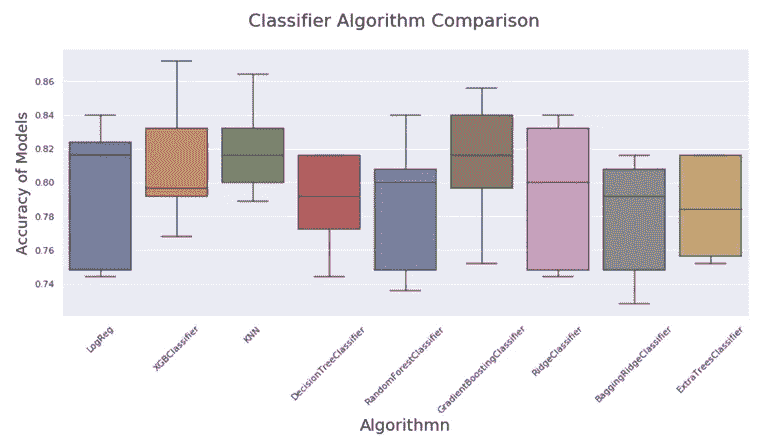 Classifier Algorithm Comparison
Accuracy of Models
0.86
0.84
0.82
0.80
0.78
0.76
0.74
LogReg
XGBClassifier
KNN
DecisionTreeClassifier
RandomForestClassifier
GradientBoostingClassifier
RidgeClassifier
BaggingRidgeClassifier
ExtraTreesClassifier
Algorithmn